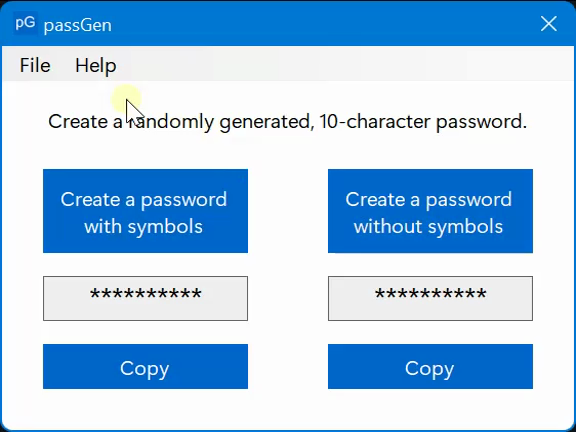 pG passGen
File Help
Create a randomly generated, 10-character password.
Create a password
with symbols
Create a password
without symbols
**********
**********
Copy
Copy